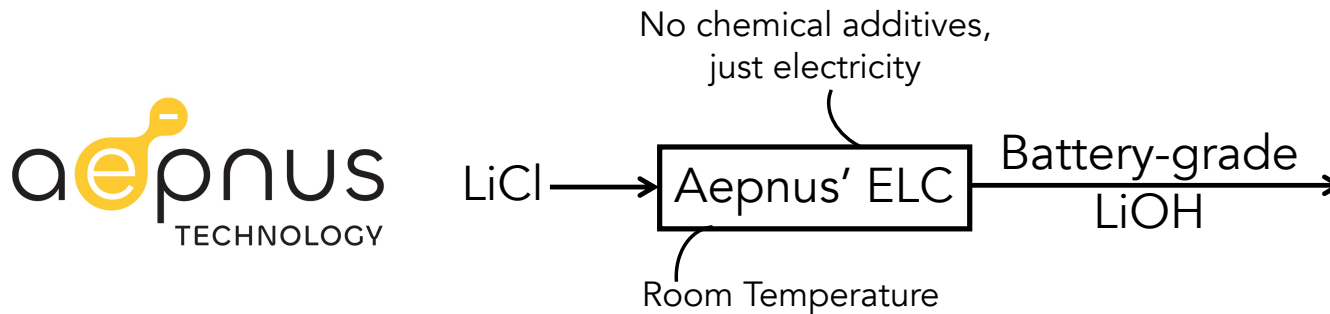 No chemical additives,
just electricity
aepnus
TECHNOLOGY
LiCl
Aepnus’ ELC
Battery-grade
LiOH
Room Temperature